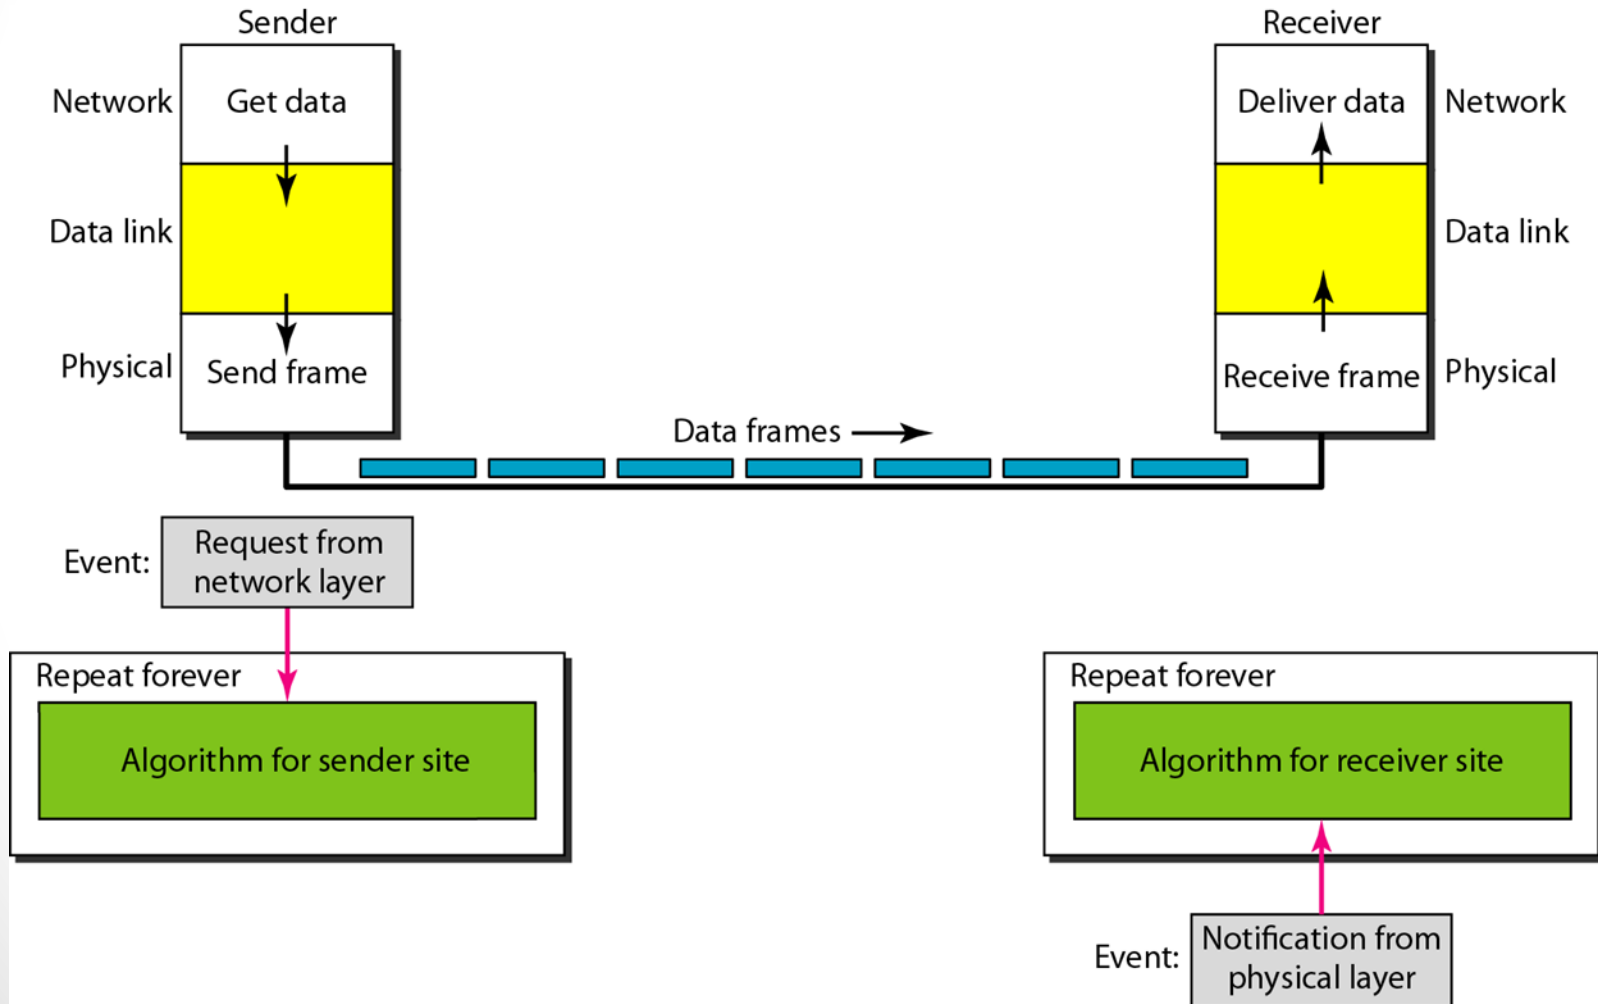 Sender
Receiver
Network
Get data
Deliver data
Network
Data link
Data link
Physical
Send frame
Receive frame
Physical
Data frames
Event:
Request from
network layer
Repeat forever
Algorithm for sender site
Repeat forever
Algorithm for receiver site
Event:
Notification from
physical layer